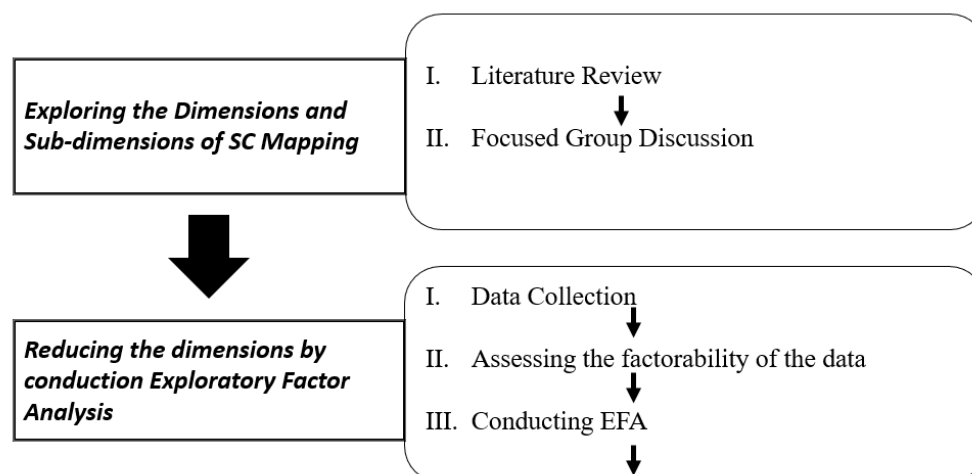 Exploring the Dimensions and
Sub-dimensions of SC Mapping
I. Literature Review
II. Focused Group Discussion
Reducing the dimensions by
conduction Exploratory Factor
Analysis
I. Data Collection
II. Assessing the factorability of the data
III. Conducting EFA